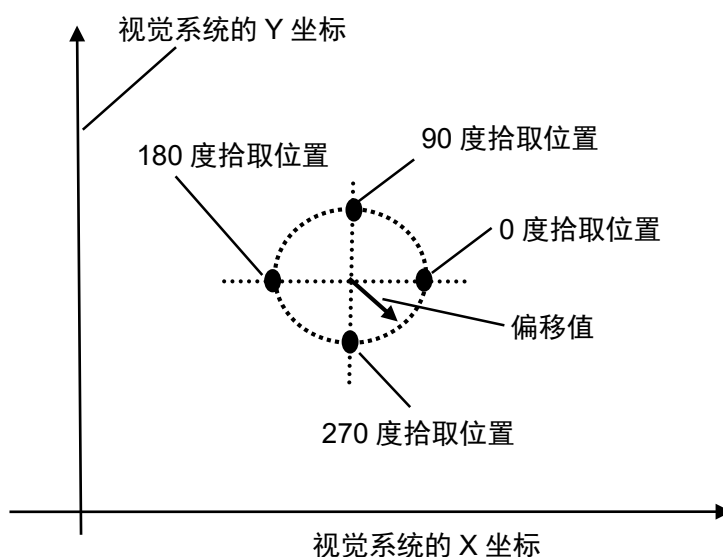 视觉系统的 Y 坐标
90 度拾取位置
180 度拾取位置
0 度拾取位置
偏移值
270 度拾取位置
视觉系统的 X 坐标